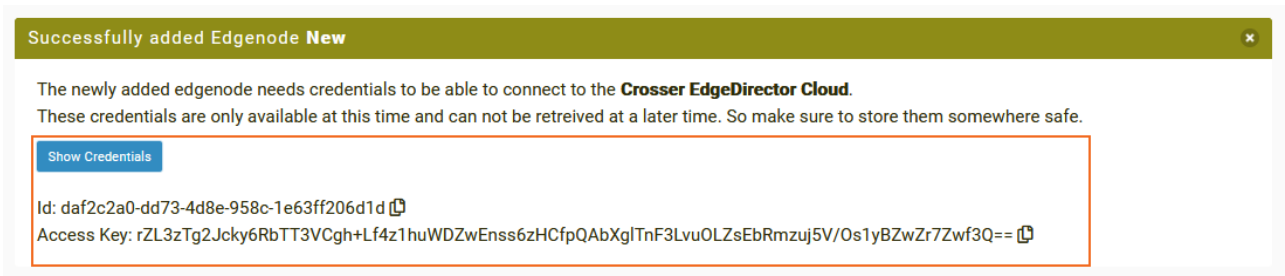 Successfully added Edgenode New
The newly added edgenode needs credentials to be able to connect to the Crosser EdgeDirector Cloud.
These credentials are only available at this time and can not be retreived at a later time. So make sure to store them somewhere safe.
Show Credentials
Id: daf2c2a0-dd73-4d8e-958c-1e63ff206d1d
Access Key: rZL3zTg2Jcky6RbTT3VCgh+Lf4z1huWDZwEnss6zHCfpQAbXglTnF3LvuOLZsEbRmzuj5V/Os1yBZwZr7Zwf3Q==